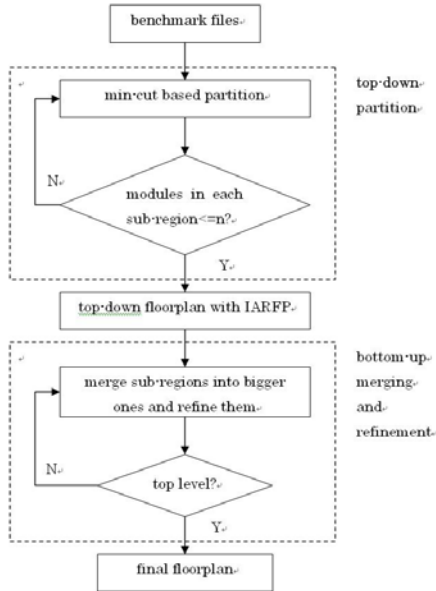 benchmark files
min-cut based partition
top-down
partition
N
modules in each
sub-region<=n?
Y
top-down floorplan with IARFP
merge sub-regions into bigger
ones and refine them
bottom-up
merging
and
refinement
N
top level?
Y
final floorplan